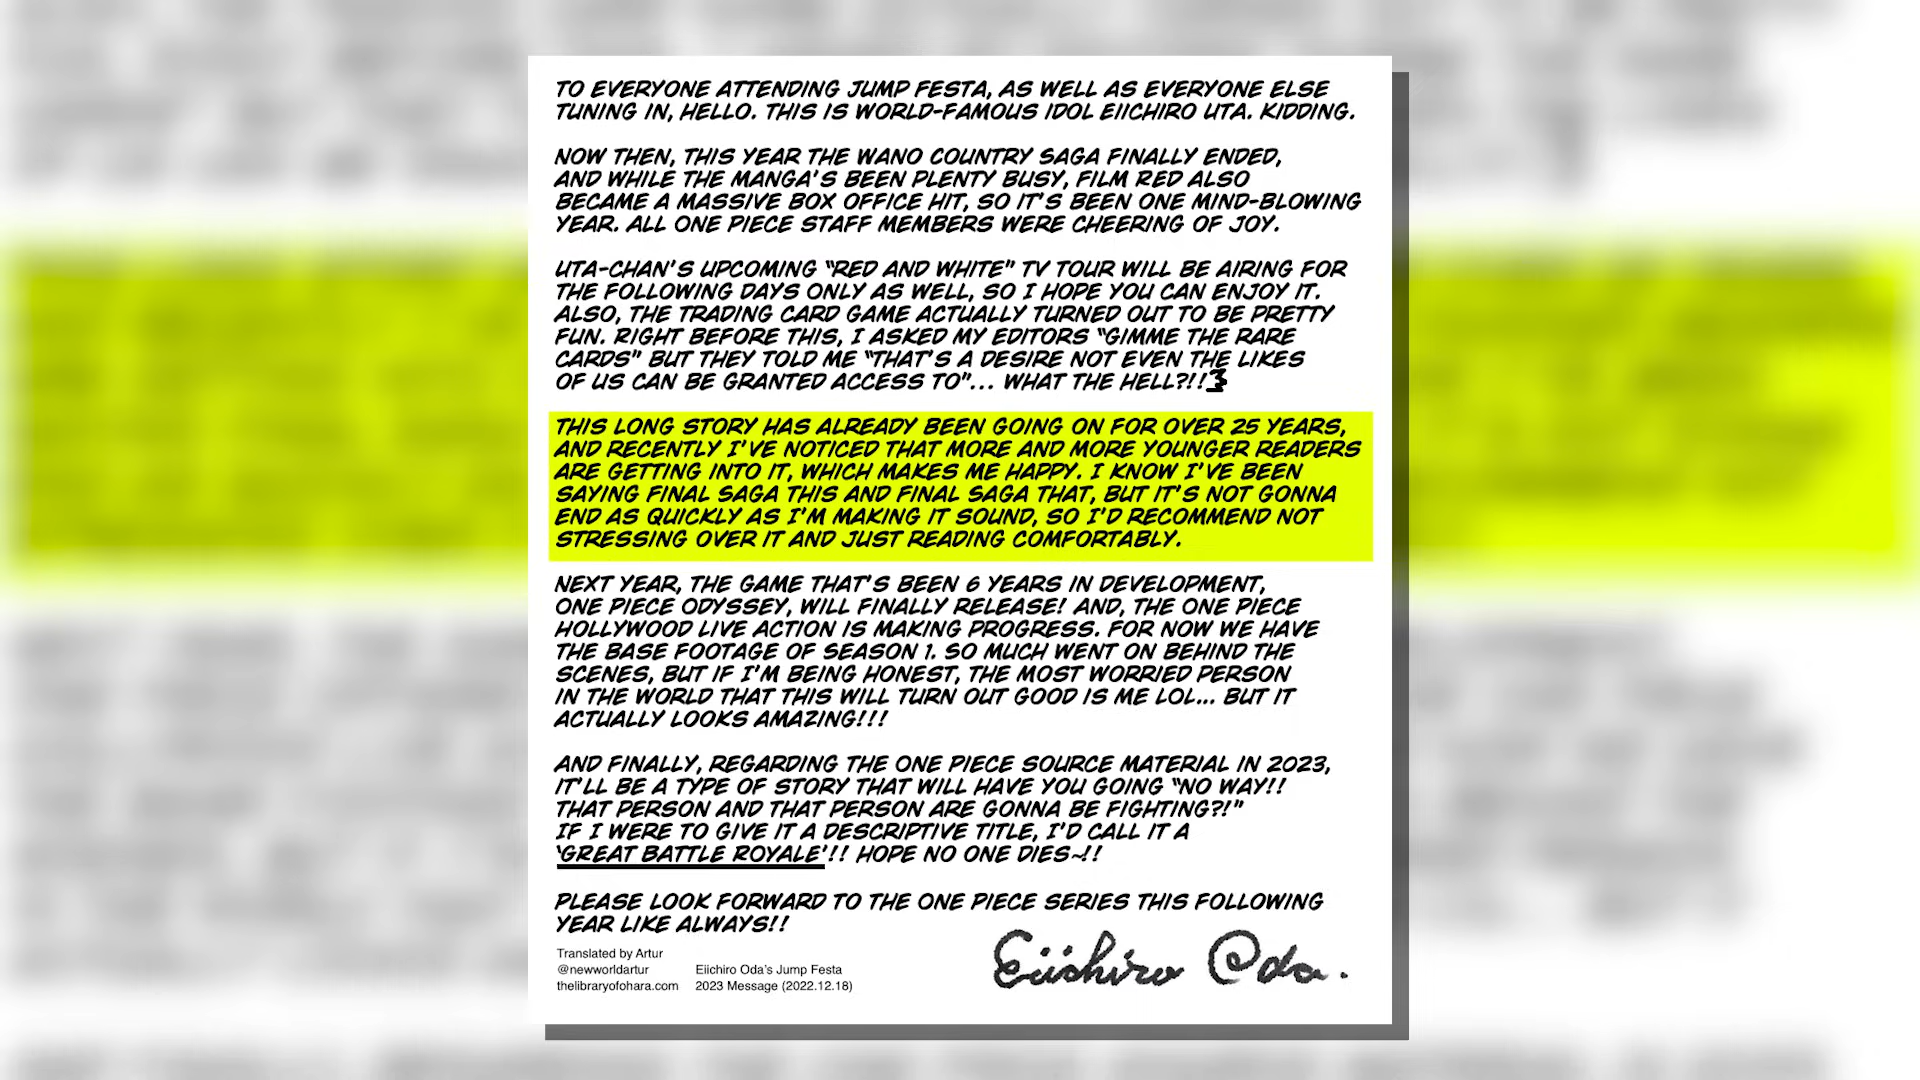 TO EVERYONE ATTENDING JUMP FESTA, AS WELL AS EVERYONE ELSE
TUNING IN, HELLO. THIS IS WORLD-FAMOUS IDOL EIICHIRO UTA. KIDDING.
NOW THEN, THIS YEAR THE WANO COUNTRY SAGA FINALLY ENDED,
AND WHILE THE MANGA'S BEEN PLENTY BUSY, FILM RED ALSO
BECAME A MASSIVE BOX OFFICE HIT, SO IT'S BEEN ONE MIND-BLOWING
YEAR. ALL ONE PIECE STAFF MEMBERS WERE CHEERING OF JOY.
UTA-CHAN'S UPCOMING "RED AND WHITE" TV TOUR WILL BE AIRING FOR
THE FOLLOWING DAYS ONLY AS WELL, SO I HOPE YOU CAN ENJOY IT.
ALSO, THE TRADING CARD GAME ACTUALLY TURNED OUT TO BE PRETTY
FUN. RIGHT BEFORE THIS, I ASKED MY EDITORS "GIMME THE RARE
CARDS" BUT THEY TOLD ME "THAT'S A DESIRE NOT EVEN THE LIKES
OF US CAN BE GRANTED ACCESS TO"... WHAT THE HELL?!!
THIS LONG STORY HAS ALREADY BEEN GOING ON FOR OVER 25 YEARS,
AND RECENTLY I'VE NOTICED THAT MORE AND MORE YOUNGER READERS
ARE GETTING INTO IT, WHICH MAKES ME HAPPY. I KNOW I'VE BEEN
SAYING FINAL SAGA THIS AND FINAL SAGA THAT, BUT IT'S NOT GONNA
END AS QUICKLY AS I'M MAKING IT SOUND, SO I'D RECOMMEND NOT
STRESSING OVER IT AND JUST READING COMFORTABLY.
NEXT YEAR, THE GAME THAT'S BEEN 6 YEARS IN DEVELOPMENT,
ONE PIECE ODYSSEY, WILL FINALLY RELEASE! AND, THE ONE PIECE
HOLLYWOOD LIVE ACTION IS MAKING PROGRESS. FOR NOW WE HAVE
THE BASE FOOTAGE OF SEASON 1. SO MUCH WENT ON BEHIND THE
SCENES, BUT IF I'M BEING HONEST, THE MOST WORRIED PERSON
IN THE WORLD THAT THIS WILL TURN OUT GOOD IS ME LOL... BUT IT
ACTUALLY LOOKS AMAZING!!!
AND FINALLY, REGARDING THE ONE PIECE SOURCE MATERIAL IN 2023,
IT'LL BE A TYPE OF STORY THAT WILL HAVE YOU GOING "NO WAY!!
THAT PERSON AND THAT PERSON ARE GONNA BE FIGHTING?!"
IF I WERE TO GIVE IT A DESCRIPTIVE TITLE, I'D CALL IT A
'GREAT BATTLE ROYALE'!! HOPE NO ONE DIES~!!
PLEASE LOOK FORWARD TO THE ONE PIECE SERIES THIS FOLLOWING
YEAR LIKE ALWAYS!!
Translated by Artur
@newworldartur
thelibraryofohara.com
Eiichiro Oda's Jump Festa
2023 Message (2022.12.18)
Eiichiro Oda.